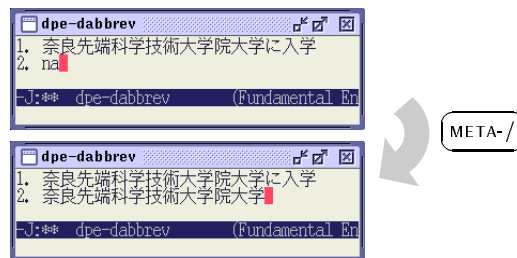 dpe-dabbrev
1. 奈良先端科学技術大学院大学に入学
2. na
-J:** dpe-dabbrev (Fundamental En
META-/
dpe-dabbrev
1. 奈良先端科学技術大学院大学に入学
2. 奈良先端科学技術大学院大学
-J:** dpe-dabbrev (Fundamental En